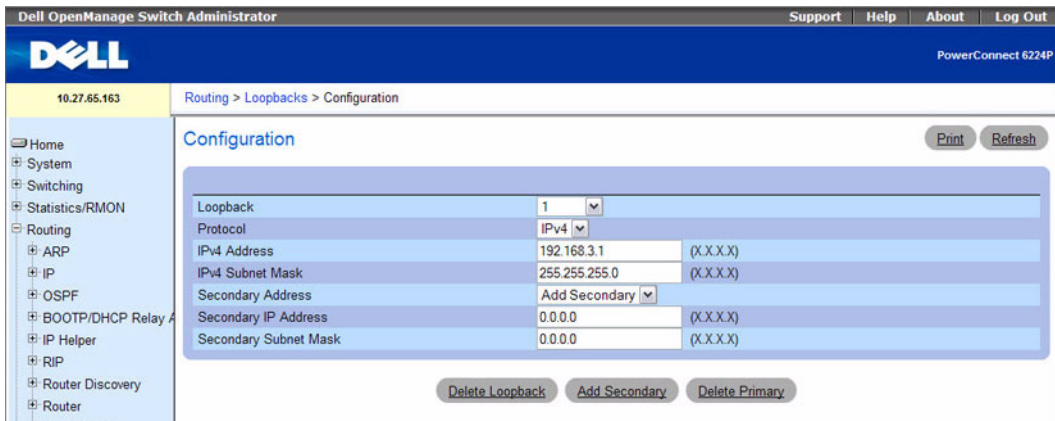 Dell OpenManage Switch Administrator Support Help About Log Out
DELL
PowerConnect 6224P
10.27.65.163 Routing > Loopbacks > Configuration
Configuration Print Refresh
Home
System
Switching
Statistics/RMON
Routing
ARP
IP
OSPF
BOOTP/DHCP Relay A
IP Helper
RIP
Router Discovery
Router
Loopback 1
Protocol IPv4
IPv4 Address 192.168.3.1 (X.X.X.X)
IPv4 Subnet Mask 255.255.255.0 (X.X.X.X)
Secondary Address Add Secondary
Secondary IP Address 0.0.0.0 (X.X.X.X)
Secondary Subnet Mask 0.0.0.0 (X.X.X.X)
Delete Loopback Add Secondary Delete Primary